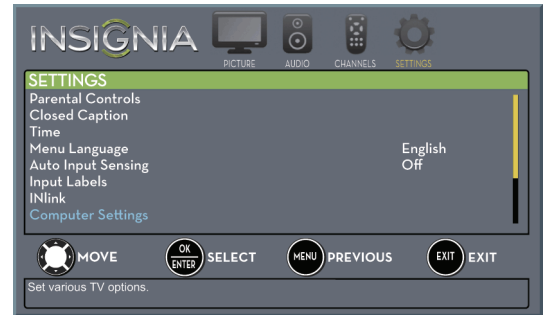 INSIGNIA
PICTURE AUDIO CHANNELS SETTINGS
SETTINGS
Parental Controls
Closed Caption
Time
Menu Language English
Auto Input Sensing Off
Input Labels
INlink
Computer Settings
MOVE OK ENTER SELECT MENU PREVIOUS EXIT EXIT
Set various TV options.